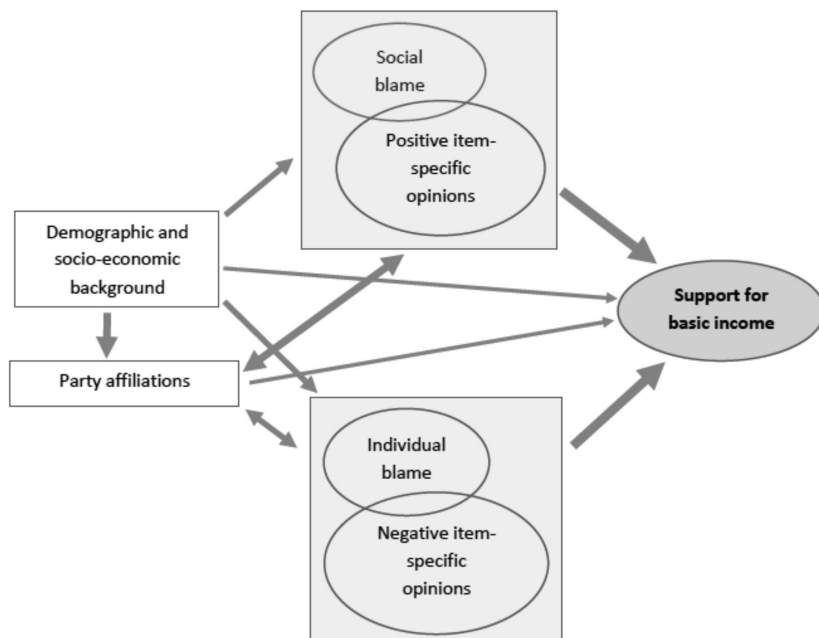 Social
blame
Positive item-
specific
opinions
Demographic and
socio-economic
background
Support for
basic income
Party affiliations
Individual
blame
Negative item-
specific
opinions